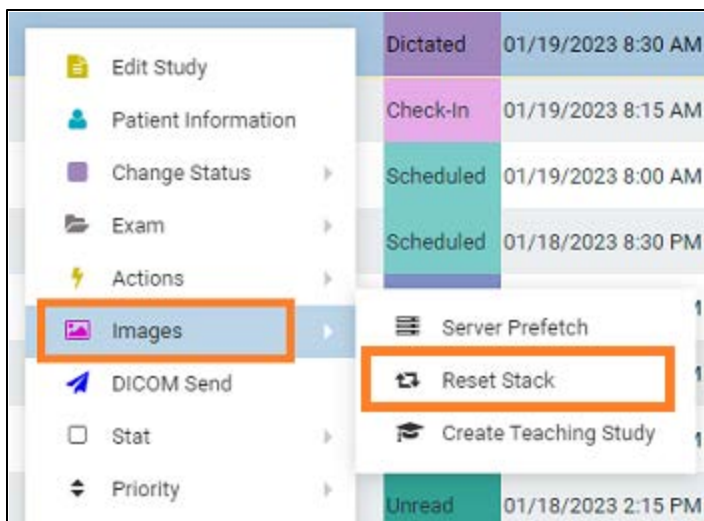 Edit Study
Patient Information
Change Status
Exam
Actions
Images
DICOM Send
Stat
Priority
Dictated 01/19/2023 8:30 AM
Check-In 01/19/2023 8:15 AM
Scheduled 01/19/2023 8:00 AM
Scheduled 01/18/2023 8:30 PM
Server Prefetch
Reset Stack
Create Teaching Study
Unread 01/18/2023 2:15 PM